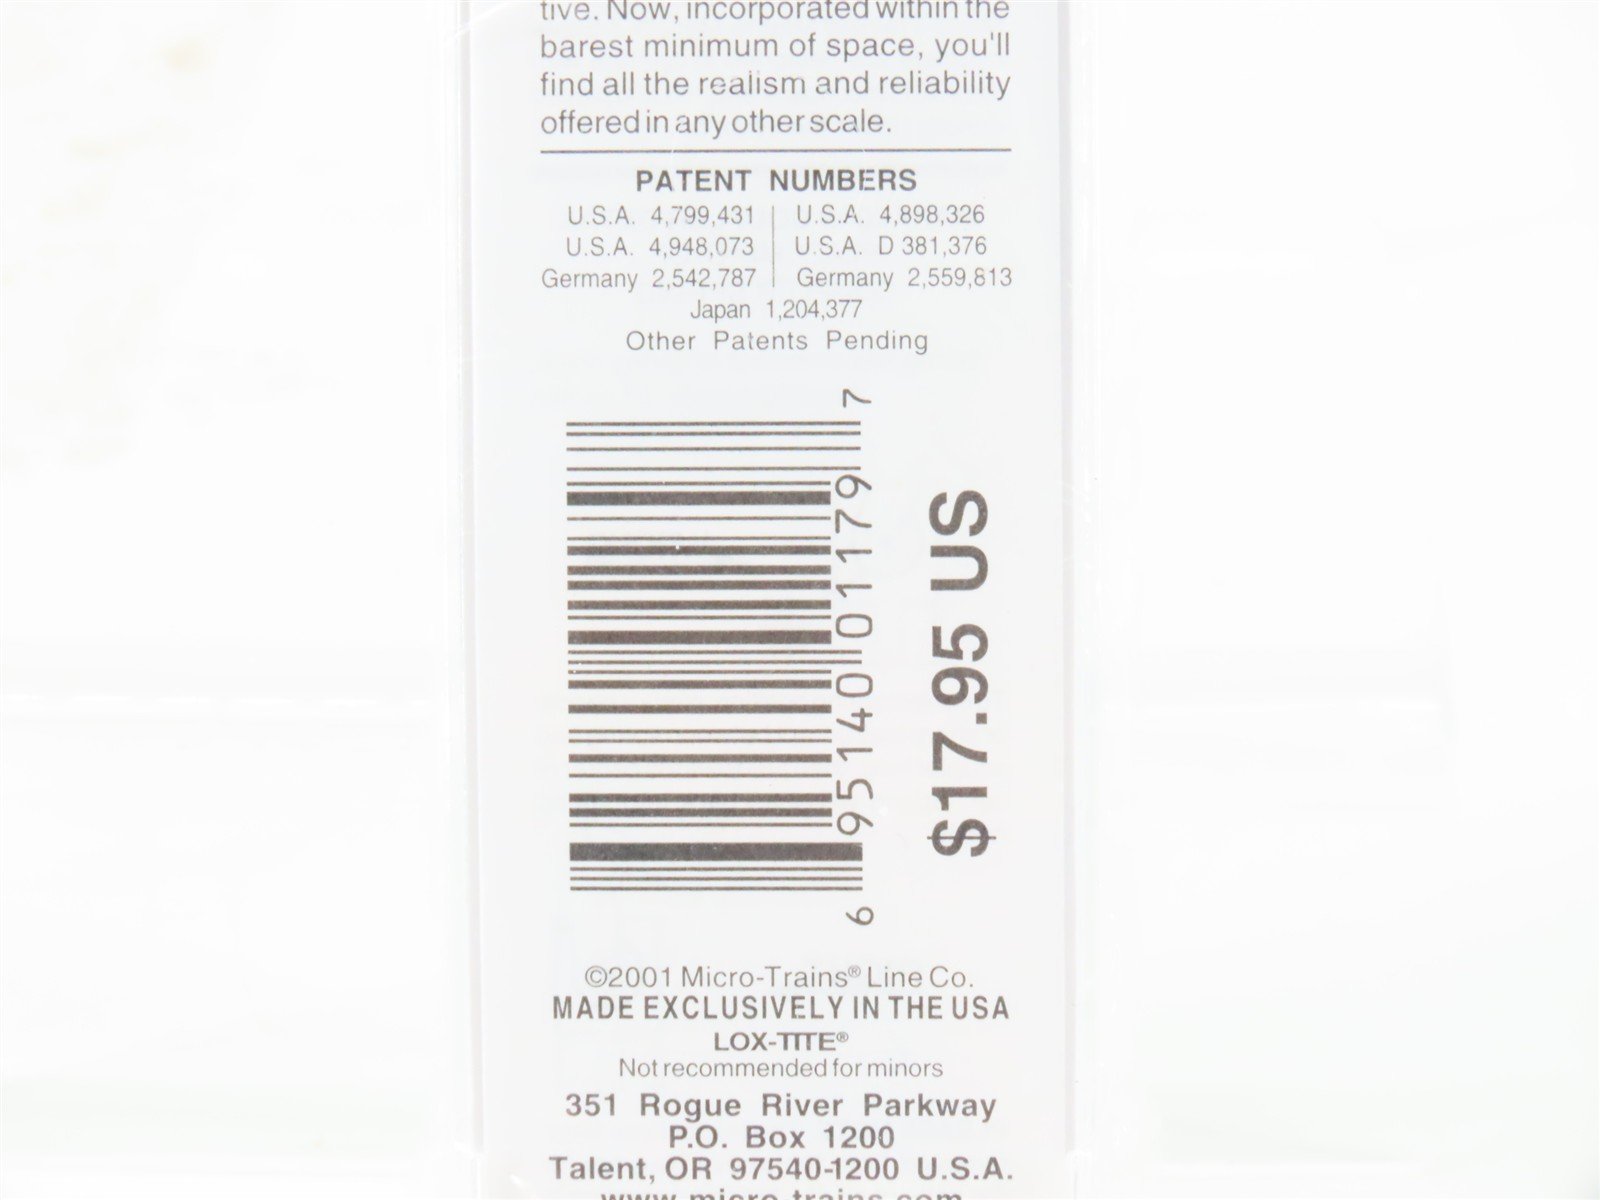 tive. Now, incorporated within the
barest minimum of space, you'll
find all the realism and reliability
offered in any other scale.
PATENT NUMBERS
U.S.A. 4,799,431 | U.S.A. 4,898,326
U.S.A. 4,948,073 | U.S.A. D 381,376
Germany 2,542,787 | Germany 2,559,813
Japan 1,204,377
Other Patents Pending
6 95140 01179 7
$17.95 US
©2001 Micro-Trains® Line Co.
MADE EXCLUSIVELY IN THE USA
LOX-TITE®
Not recommended for minors
351 Rogue River Parkway
P.O. Box 1200
Talent, OR 97540-1200 U.S.A.
www.micro-trains.com